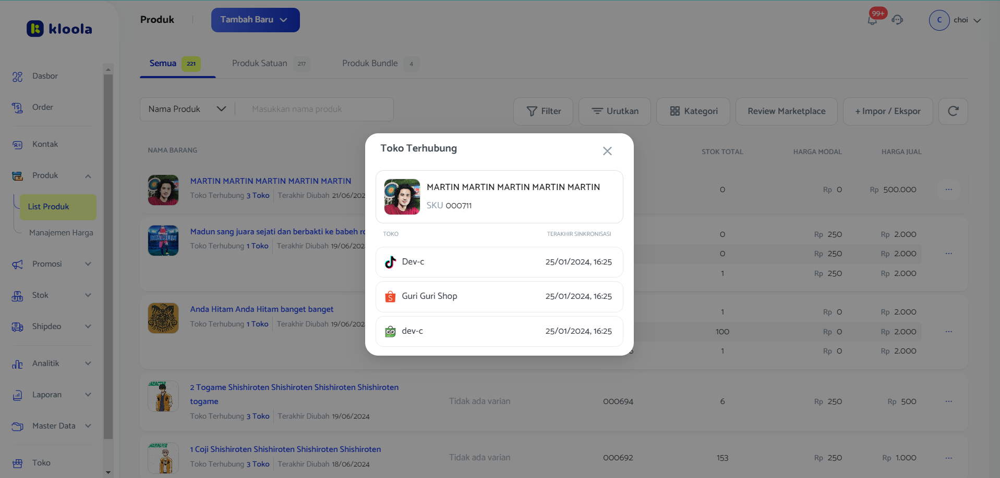 kloola
Produk
Tambah Baru
99+
C
choi
Semua 221
Produk Satuan 217
Produk Bundle 4
Dasbor
Order
Kontak
Produk
List Produk
Manajemen Harga
Promosi
Stok
Shipdeo
Analitik
Laporan
Master Data
Toko
Nama Produk
Masukkan nama produk
Filter
Urutkan
Kategori
Review Marketplace
+ Impor / Ekspor
NAMA BARANG
STOK TOTAL
HARGA MODAL
HARGA JUAL
MARTIN MARTIN MARTIN MARTIN MARTIN
Toko Terhubung 3 Toko Terakhir Diubah 21/06/202
0 Rp 0 Rp 500.000
Madun sang juara sejati dan berbakti ke babeh
Toko Terhubung 1 Toko Terakhir Diubah 19/06/202
0 Rp 250 Rp 2.000
0 Rp 250 Rp 2.000
1 Rp 250 Rp 2.000
Anda Hitam Anda Hitam banget banget
Toko Terhubung 1 Toko Terakhir Diubah 19/06/202
1 Rp 0 Rp 2.000
100 Rp 0 Rp 2.000
1 Rp 0 Rp 2.000
2 Togame Shishiroten Shishiroten Shishiroten Shishiroten
togame
Toko Terhubung 3 Toko Terakhir Diubah 19/06/2024
Tidak ada varian
000694
6 Rp 250 Rp 500
1 Coji Shishiroten Shishiroten Shishiroten Shishiroten
Toko Terhubung 3 Toko Terakhir Diubah 18/06/2024
Tidak ada varian
000692
153 Rp 250 Rp 1.000
MADUN
CHARACTER
Toko Terhubung
MARTIN MARTIN MARTIN MARTIN MARTIN
SKU 000711
TOKO
TERAKHIR SINKRONISASI
Dev-c 25/01/2024, 16:25
Guri Guri Shop 25/01/2024, 16:25
dev-c 25/01/2024, 16:25